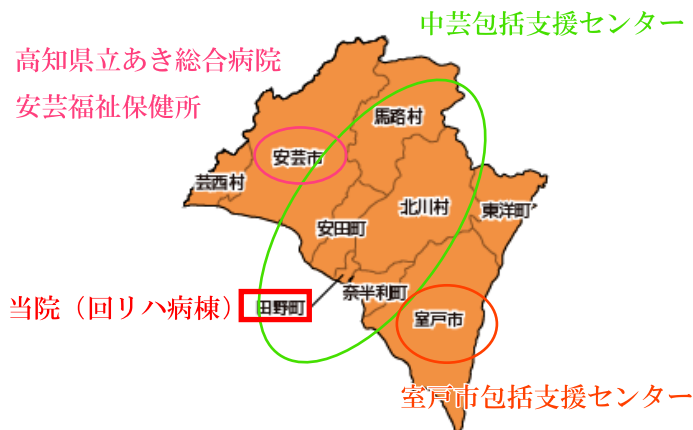 中芸包括支援センター
高知県立あき総合病院
安芸福祉保健所
馬路村
安芸市
芸西村
北川村
東洋町
安田町
奈半利町
当院（回リハ病棟）
田野町
室戸市
室戸市包括支援センター